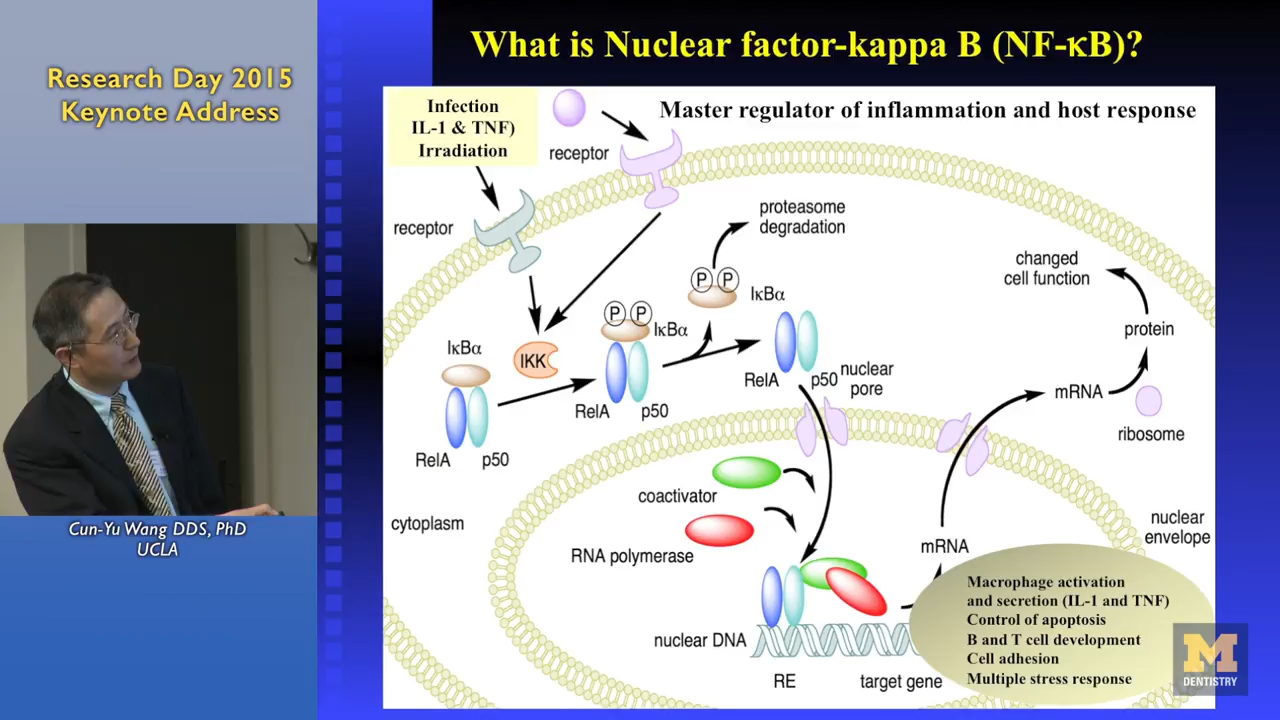 Research Day 2015
Keynote Address
Cun-Yu Wang DDS, PhD
UCLA
What is Nuclear factor-kappa B (NF-κB)?
Infection
IL-1 & TNF)
Irradiation
Master regulator of inflammation and host response
receptor
receptor
proteasome
degradation
changed
cell function
P P
IκBα
P P
IκBα
protein
IκBα
IKK
RelA
p50
nuclear
pore
mRNA
RelA
p50
ribosome
RelA
p50
coactivator
cytoplasm
nuclear
envelope
RNA polymerase
mRNA
Macrophage activation
and secretion (IL-1 and TNF)
Control of apoptosis
B and T cell development
Cell adhesion
Multiple stress response
nuclear DNA
RE
target gene
M
DENTISTRY